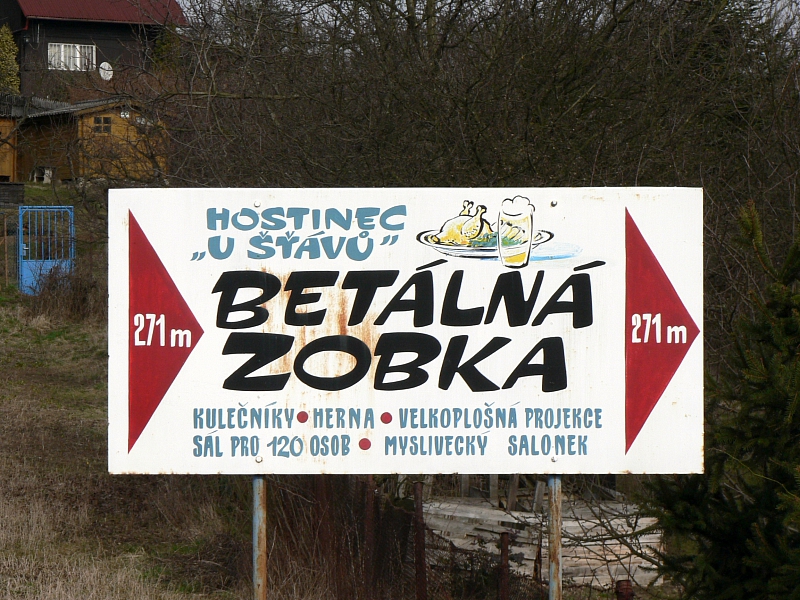 HOSTINEC
„U ŠŤÁVŮ”
BETÁLNÁ
ZOBKA
271 m
271 m
KULEČNÍKY • HERNA • VELKOPLOŠNÁ PROJEKCE
SÁL PRO 120 OSOB • MYSLIVECKÝ SALONEK